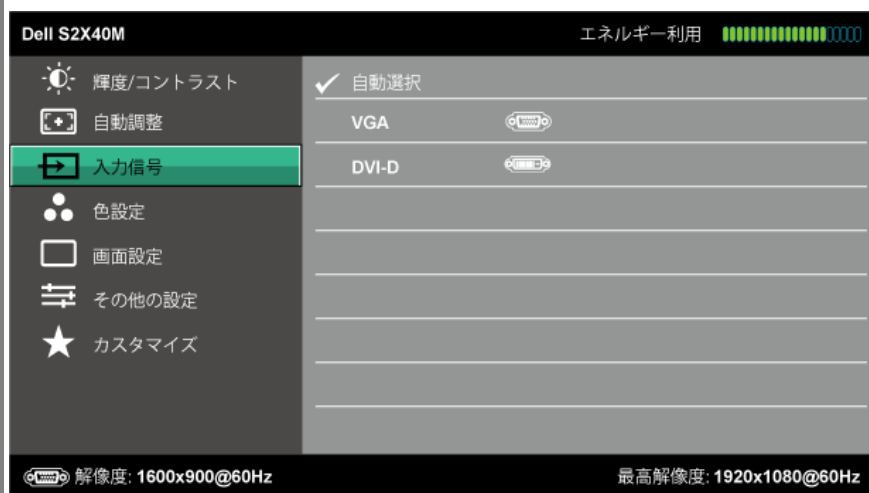 Dell S2X40M エネルギー利用
輝度/コントラスト
自動選択
自動調整
VGA
入力信号
DVI-D
色設定
画面設定
その他の設定
カスタマイズ
解像度: 1600x900@60Hz 最高解像度: 1920x1080@60Hz